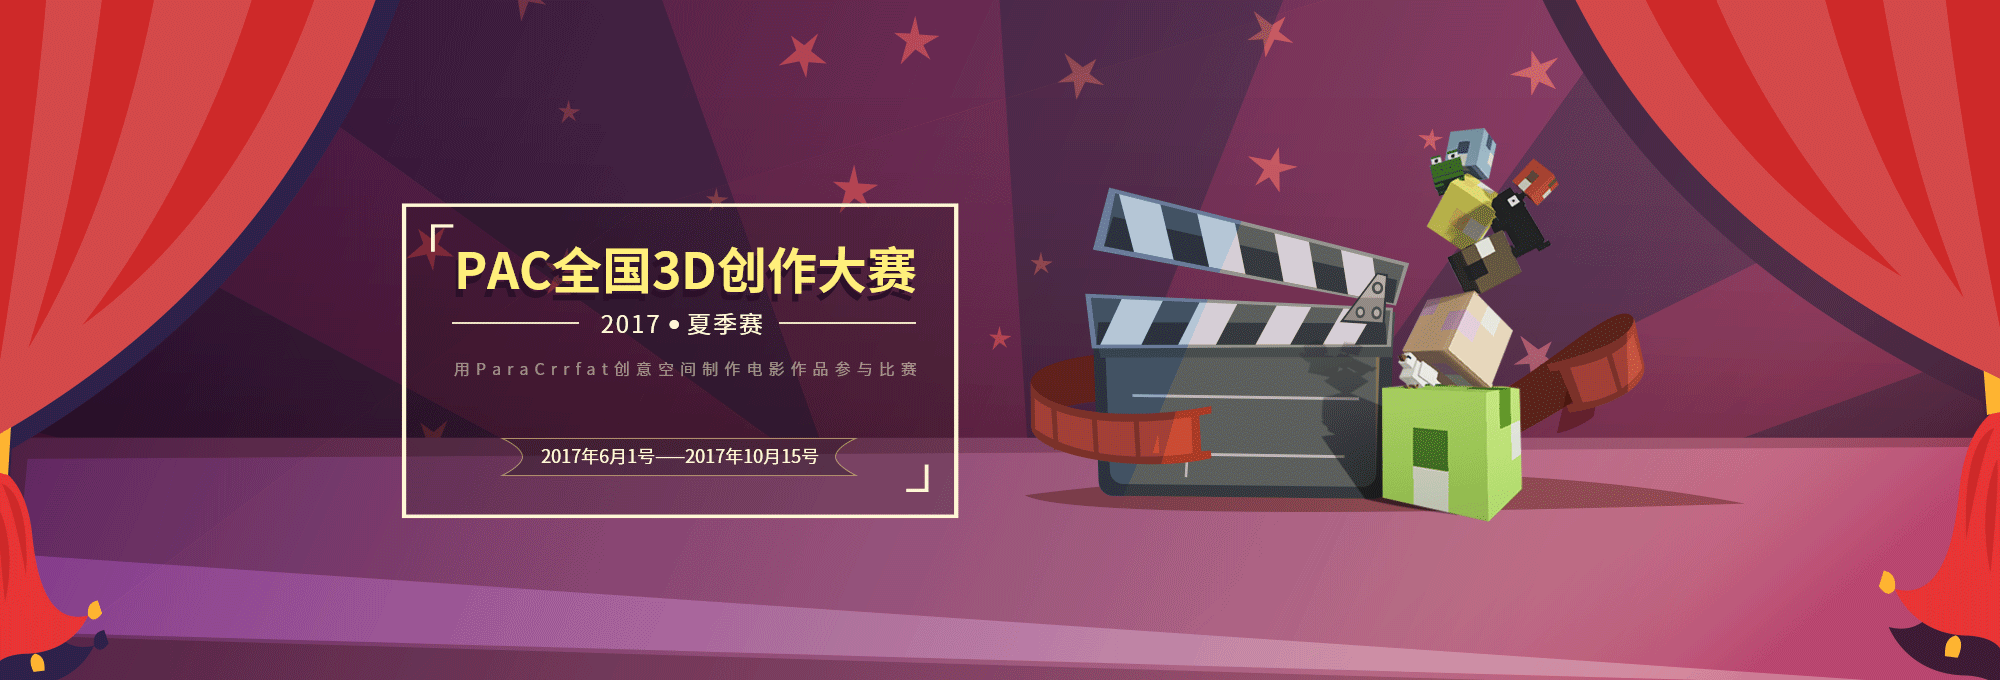 PAC全国3D创作大赛
2017•夏季赛
用ParaCrrfat创意空间制作电影作品参与比赛
2017年6月1号——2017年10月15号